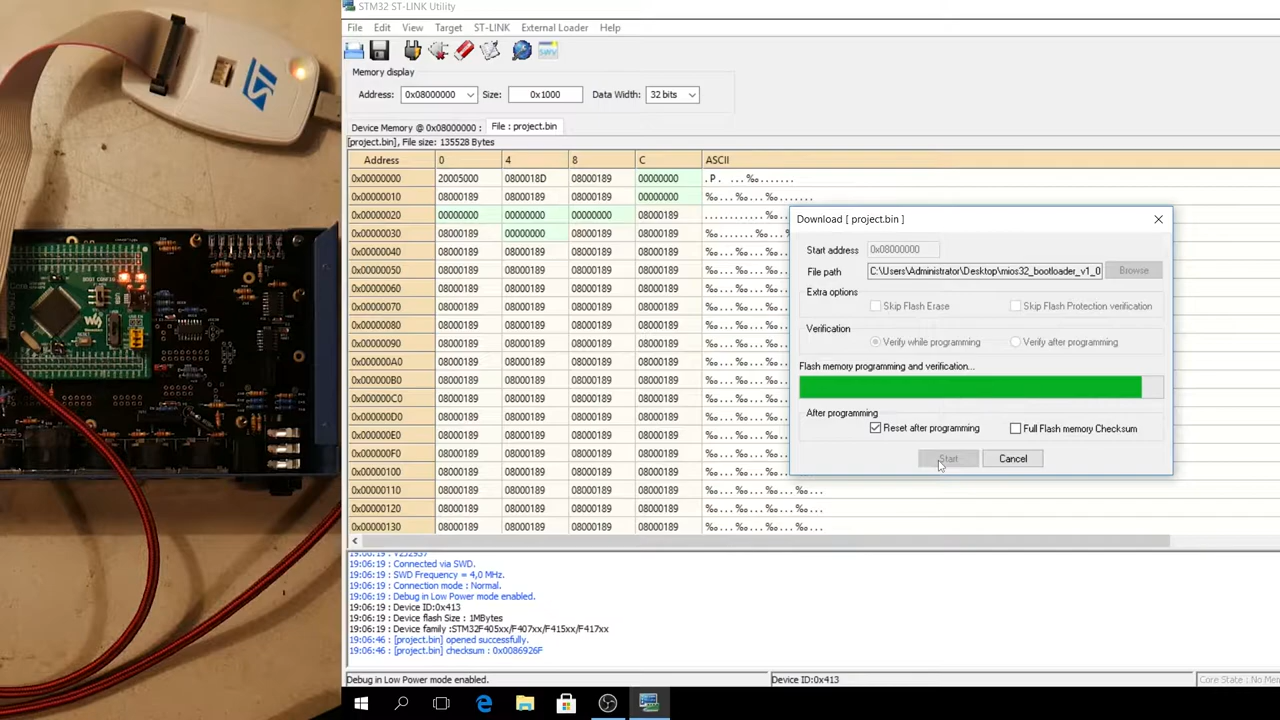 STM32 ST-LINK Utility
File Edit View Target ST-LINK External Loader Help
SWV
Memory display
Address: 0x08000000 Size: 0x1000 Data Width: 32 bits
Device Memory @ 0x08000000 : File : project.bin
[project.bin], File size: 135528 Bytes
Address 0 4 8 C ASCII
0x00000000 20005000 0800018D 08000189 00000000 .P. ...‰.......
0x00000010 08000189 08000189 08000189 00000000 ‰...‰...‰.......
0x00000020 00000000 00000000 00000000 08000189 ............‰...
0x00000030 08000189 00000000 08000189 08000189
0x00000040 08000189 08000189 08000189 08000189
0x00000050 08000189 08000189 08000189 08000189
0x00000060 08000189 08000189 08000189 08000189
0x00000070 08000189 08000189 08000189 08000189
0x00000080 08000189 08000189 08000189 08000189
0x00000090 08000189 08000189 08000189 08000189
0x000000A0 08000189 08000189 08000189 08000189
0x000000B0 08000189 08000189 08000189 08000189
0x000000C0 08000189 08000189 08000189 08000189
0x000000D0 08000189 08000189 08000189 08000189
0x000000E0 08000189 08000189 08000189 08000189
0x000000F0 08000189 08000189 08000189 08000189
0x00000100 08000189 08000189 08000189 08000189
0x00000110 08000189 08000189 08000189 08000189 ‰...‰...‰...‰...
0x00000120 08000189 08000189 08000189 08000189 ‰...‰...‰...‰...
0x00000130 08000189 08000189 08000189 08000189 ‰...‰...‰...‰...
Download [ project.bin ]
Start address 0x08000000
File path C:\Users\Administrator\Desktop\mios32_bootloader_v1_0 Browse
Extra options
Skip Flash Erase Skip Flash Protection verification
Verification
Verify while programming Verify after programming
Flash memory programming and verification...
After programming
Reset after programming Full Flash memory Checksum
Start Cancel
19:06:19 : V2J29S7
19:06:19 : Connected via SWD.
19:06:19 : SWD Frequency = 4,0 MHz.
19:06:19 : Connection mode : Normal.
19:06:19 : Debug in Low Power mode enabled.
19:06:19 : Device ID:0x413
19:06:19 : Device flash Size : 1MBytes
19:06:19 : Device family :STM32F405xx/F407xx/F415xx/F417xx
19:06:46 : [project.bin] opened successfully.
19:06:46 : [project.bin] checksum : 0x0086926F
Debug in Low Power mode enabled. Device ID:0x413 Core State : No Mem
ST
BOOT CONFIG
Core